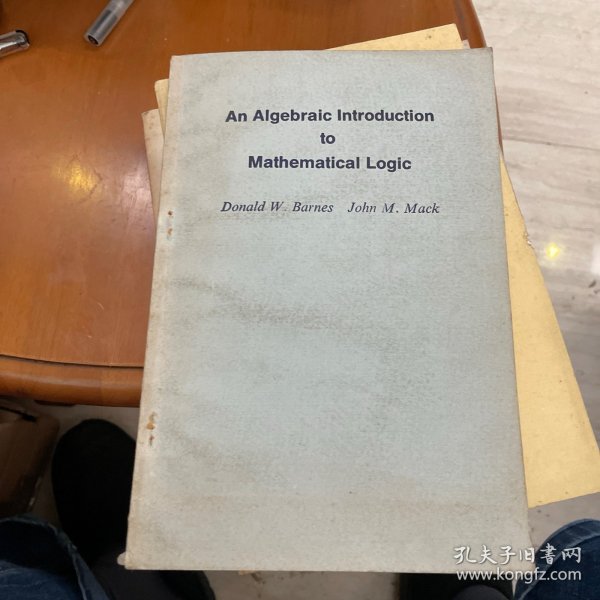 An Algebraic Introduction
to
Mathematical Logic
Donald W. Barnes John M. Mack
孔夫子旧书网
www.kongfz.com